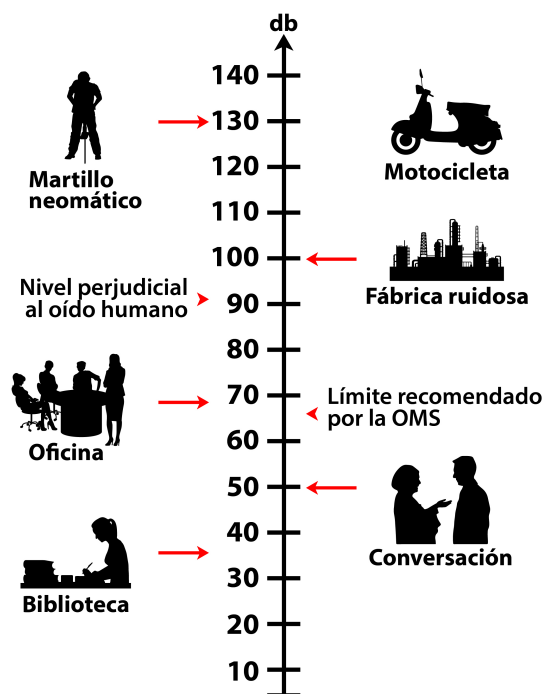 db
140
130
120
110
100
90
80
70
60
50
40
30
20
10
Martillo
neomático
Motocicleta
Fábrica ruidosa
Nivel perjudicial
al oído humano
Límite recomendado
por la OMS
Oficina
Conversación
Biblioteca